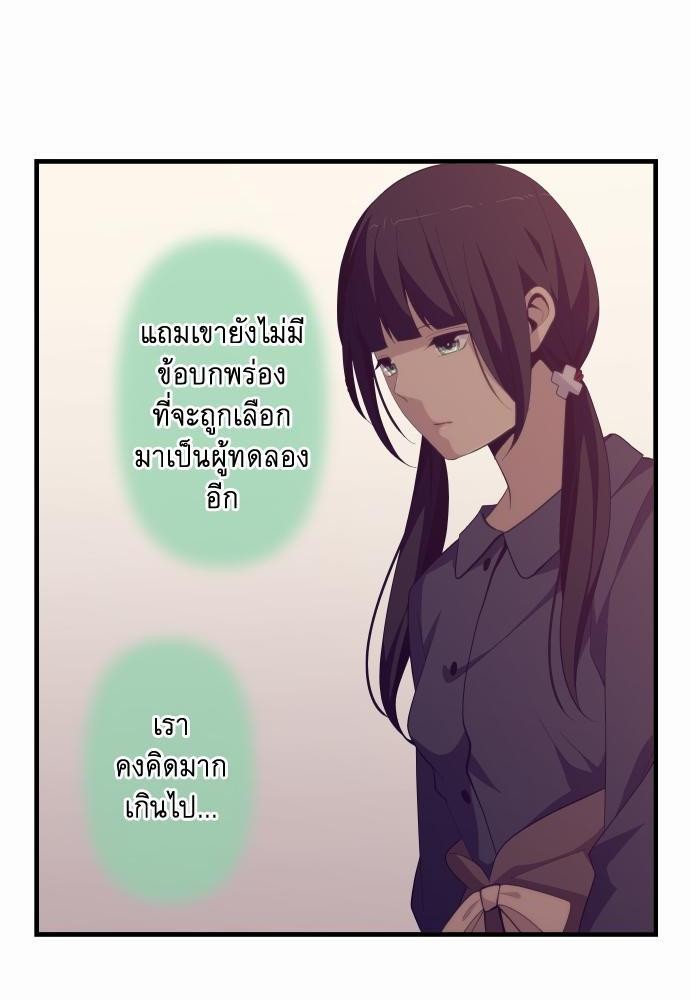 แถมเขายังไม่มี
ข้อบกพร่อง
ที่จะถูกเลือก
มาเป็นผู้ทดลอง
อีก
เรา
คงคิดมาก
เกินไป...